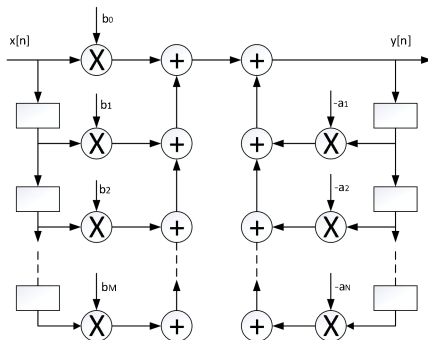 b₀
x[n]
y[n]
X
+
+
b₁
-a₁
X
+
+
X
b₂
-a₂
X
+
+
X
bM
-aN
X
+
+
X